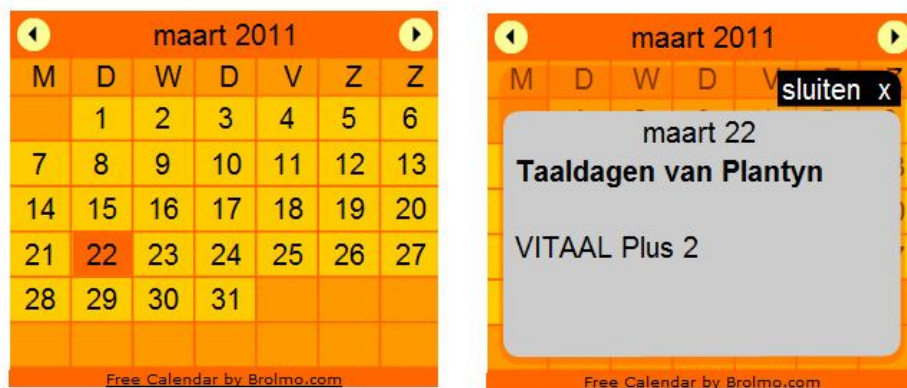 maart 2011
M D W D V Z Z
1 2 3 4 5 6
7 8 9 10 11 12 13
14 15 16 17 18 19 20
21 22 23 24 25 26 27
28 29 30 31
Free Calendar by Brolmo.com
maart 2011
M D W D V Z
sluiten x
maart 22
Taaldagen van Plantyn
VITAAL Plus 2
Free Calendar by Brolmo.com